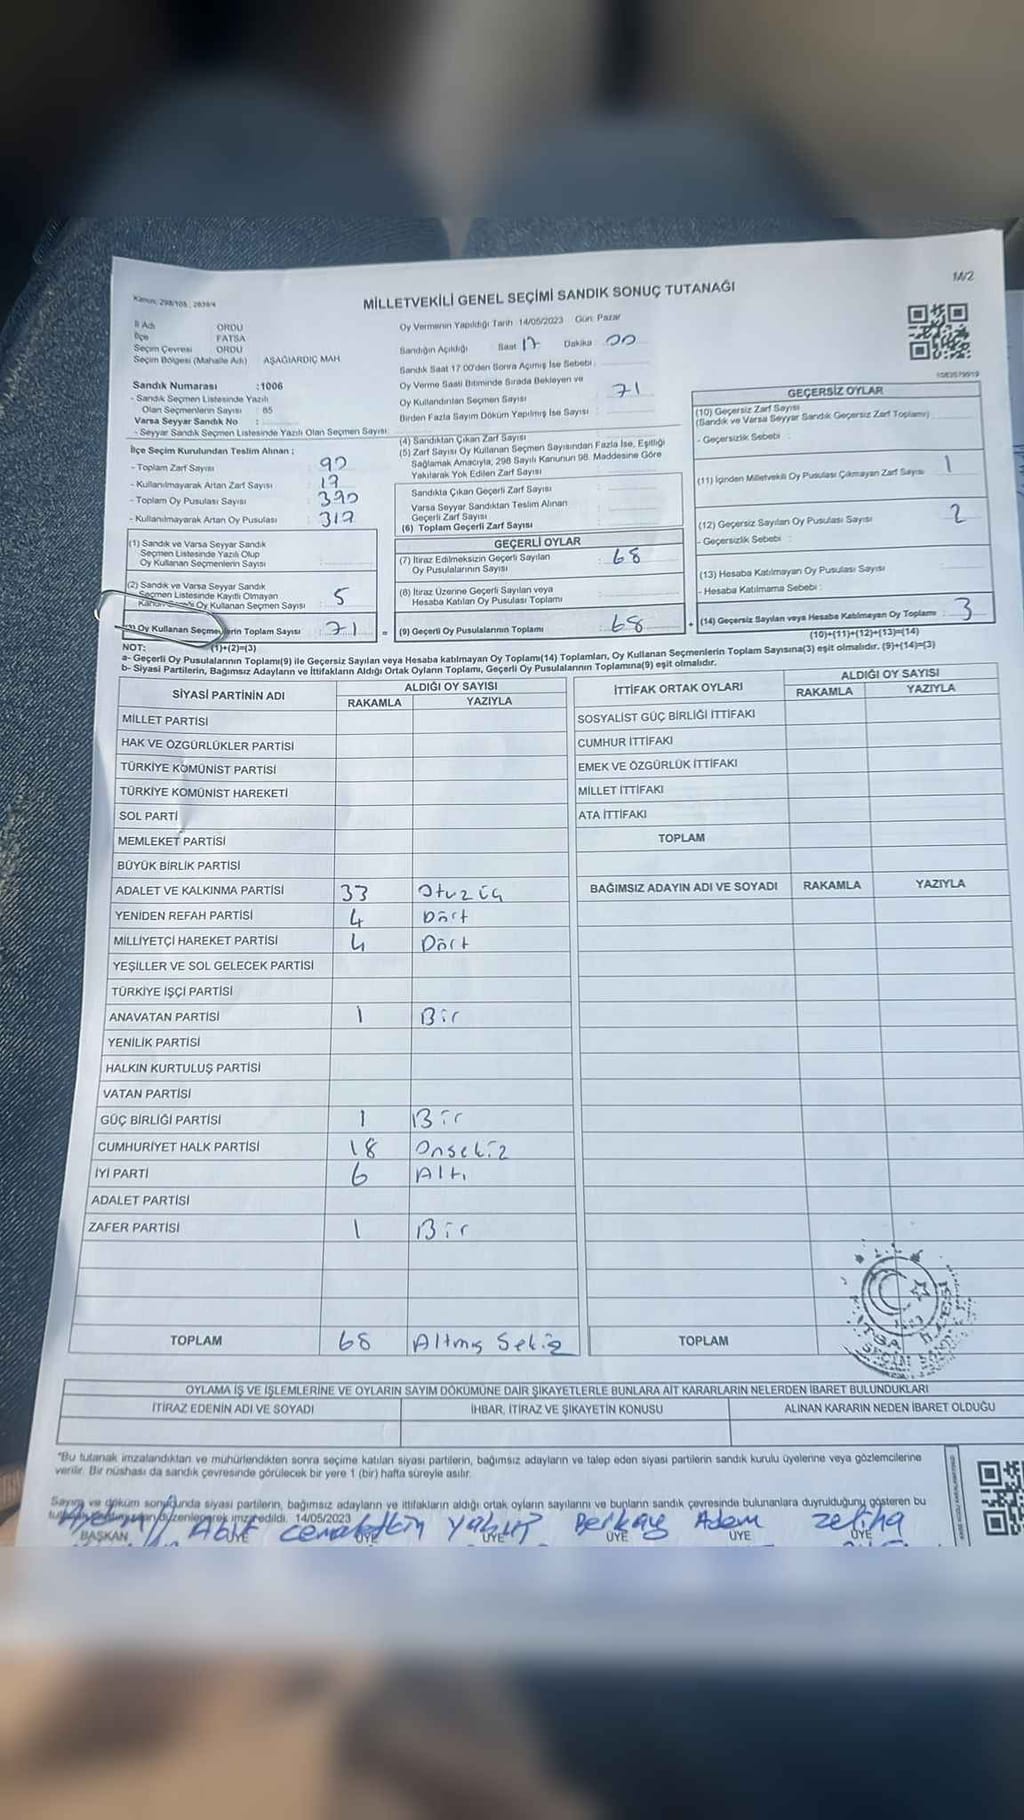 M/2
Kanun: 298/105, 2839/4
MİLLETVEKİLİ GENEL SEÇİMİ SANDIK SONUÇ TUTANAĞI
İl Adı ORDU
İlçe FATSA
Seçim Çevresi ORDU
Seçim Bölgesi (Mahalle Adı) AŞAĞIARDIÇ MAH.
Sandık Numarası :1006
- Sandık Seçmen Listesinde Yazılı
Olan Seçmenlerin Sayısı : 85
Varsa Seyyar Sandık No :
- Seyyar Sandık Seçmen Listesinde Yazılı Olan Seçmen Sayısı:
İlçe Seçim Kurulundan Teslim Alınan :
- Toplam Zarf Sayısı 90
- Kullanılmayarak Artan Zarf Sayısı : 19
- Toplam Oy Pusulası Sayısı 390
- Kullanılmayarak Artan Oy Pusulası 319
(1) Sandık ve Varsa Seyyar Sandık
Seçmen Listesinde Yazılı Olup
Oy Kullanan Seçmenlerin Sayısı
(2) Sandık ve Varsa Seyyar Sandık
Seçmen Listesinde Kayıtlı Olmayan
Oy Kullanan Seçmen Sayısı 5
(3) Oy Kullanan Seçmenlerin Toplam Sayısı : 71 =
(1)+(2)=(3)
Oy Vermenin Yapıldığı Tarih 14/05/2023 Gün: Pazar
Sandığın Açıldığı Saat 17 Dakika 00
Sandık Saat 17:00'den Sonra Açımış İse Sebebi :
Oy Verme Saati Bitiminde Sırada Bekleyen ve
Oy Kullandırılan Seçmen Sayısı : 71
Birden Fazla Sayım Döküm Yapılmış İse Sayısı :
(4) Sandıktan Çıkan Zarf Sayısı
(5) Zarf Sayısı Oy Kullanan Seçmen Sayısından Fazla İse, Eşitliği
Sağlamak Amacıyla, 298 Sayılı Kanunun 98. Maddesine Göre
Yakılarak Yok Edilen Zarf Sayısı
Sandıkta Çıkan Geçerli Zarf Sayısı
Varsa Seyyar Sandıktan Teslim Alınan
Geçerli Zarf Sayısı
(6) Toplam Geçerli Zarf Sayısı
GEÇERLİ OYLAR
(7) İtiraz Edilmeksizin Geçerli Sayılan
Oy Pusulalarının Sayısı : 68
(8) İtiraz Üzerine Geçerli Sayılan veya
Hesaba Katılan Oy Pusulası Toplamı
(9) Geçerli Oy Pusulalarının Toplamı : 68 +
GEÇERSİZ OYLAR
(10) Geçersiz Zarf Sayısı
(Sandık ve Varsa Seyyar Sandık Geçersiz Zarf Toplamı)
- Geçersizlik Sebebi :
(11) İçinden Milletvekili Oy Pusulası Çıkmayan Zarf Sayısı 1
(12) Geçersiz Sayılan Oy Pusulası Sayısı 2
- Geçersizlik Sebebi :
(13) Hesaba Katılmayan Oy Pusulası Sayısı
- Hesaba Katılmama Sebebi :
(14) Geçersiz Sayılan veya Hesaba Katılmayan Oy Toplamı : 3
(10)+(11)+(12)+(13)=(14)
NOT:
a- Geçerli Oy Pusulalarının Toplamı(9) ile Geçersiz Sayılan veya Hesaba katılmayan Oy Toplamı(14) Toplamları, Oy Kullanan Seçmenlerin Toplam Sayısına(3) eşit olmalıdır. (9)+(14)=(3)
b- Siyasi Partilerin, Bağımsız Adayların ve İttifakların Aldığı Ortak Oyların Toplamı, Geçerli Oy Pusulalarının Toplamına(9) eşit olmalıdır.
SİYASİ PARTİNİN ADI ALDIĞI OY SAYISI
RAKAMLA YAZIYLA
MİLLET PARTİSİ
HAK VE ÖZGÜRLÜKLER PARTİSİ
TÜRKİYE KOMÜNİST PARTİSİ
TÜRKİYE KOMÜNİST HAREKETİ
SOL PARTİ
MEMLEKET PARTİSİ
BÜYÜK BİRLİK PARTİSİ
ADALET VE KALKINMA PARTİSİ 33 Otuz üç
YENİDEN REFAH PARTİSİ 4 Dört
MİLLİYETÇİ HAREKET PARTİSİ 4 Dört
YEŞİLLER VE SOL GELECEK PARTİSİ
TÜRKİYE İŞÇİ PARTİSİ
ANAVATAN PARTİSİ 1 Bir
YENİLİK PARTİSİ
HALKIN KURTULUŞ PARTİSİ
VATAN PARTİSİ
GÜÇ BİRLİĞİ PARTİSİ 1 Bir
CUMHURİYET HALK PARTİSİ 18 Onsekiz
İYİ PARTİ 6 Altı
ADALET PARTİSİ
ZAFER PARTİSİ 1 Bir
TOPLAM 68 Altmış Sekiz
İTTİFAK ORTAK OYLARI ALDIĞI OY SAYISI
RAKAMLA YAZIYLA
SOSYALİST GÜÇ BİRLİĞİ İTTİFAKI
CUMHUR İTTİFAKI
EMEK VE ÖZGÜRLÜK İTTİFAKI
MİLLET İTTİFAKI
ATA İTTİFAKI
TOPLAM
BAĞIMSIZ ADAYIN ADI VE SOYADI RAKAMLA YAZIYLA
TOPLAM
OYLAMA İŞ VE İŞLEMLERİNE VE OYLARIN SAYIM DÖKÜMÜNE DAİR ŞİKAYETLERLE BUNLARA AİT KARARLARIN NELERDEN İBARET BULUNDUKLARI
İTİRAZ EDENİN ADI VE SOYADI İHBAR, İTİRAZ VE ŞİKAYETİN KONUSU ALINAN KARARIN NEDEN İBARET OLDUĞU
*Bu tutanak imzalandıktan ve mühürlendikten sonra seçime katılan siyasi partilerin, bağımsız adayların ve talep eden siyasi partilerin sandık kurulu üyelerine veya gözlemcilerine
verilir. Bir nüshası da sandık çevresinde görülecek bir yere 1 (bir) hafta süreyle asılır.
Sayım ve döküm sonucunda siyasi partilerin, bağımsız adayların ve ittifakların aldığı ortak oyların sayılarını ve bunların sandık çevresinde bulunanlara duyrulduğunu gösteren bu
düzenlenerek imza edildi. 14/05/2023
Cemalettin Yakup Berkay Adem Zeliha
BAŞKAN ÜYE ÜYE ÜYE ÜYE ÜYE ÜYE